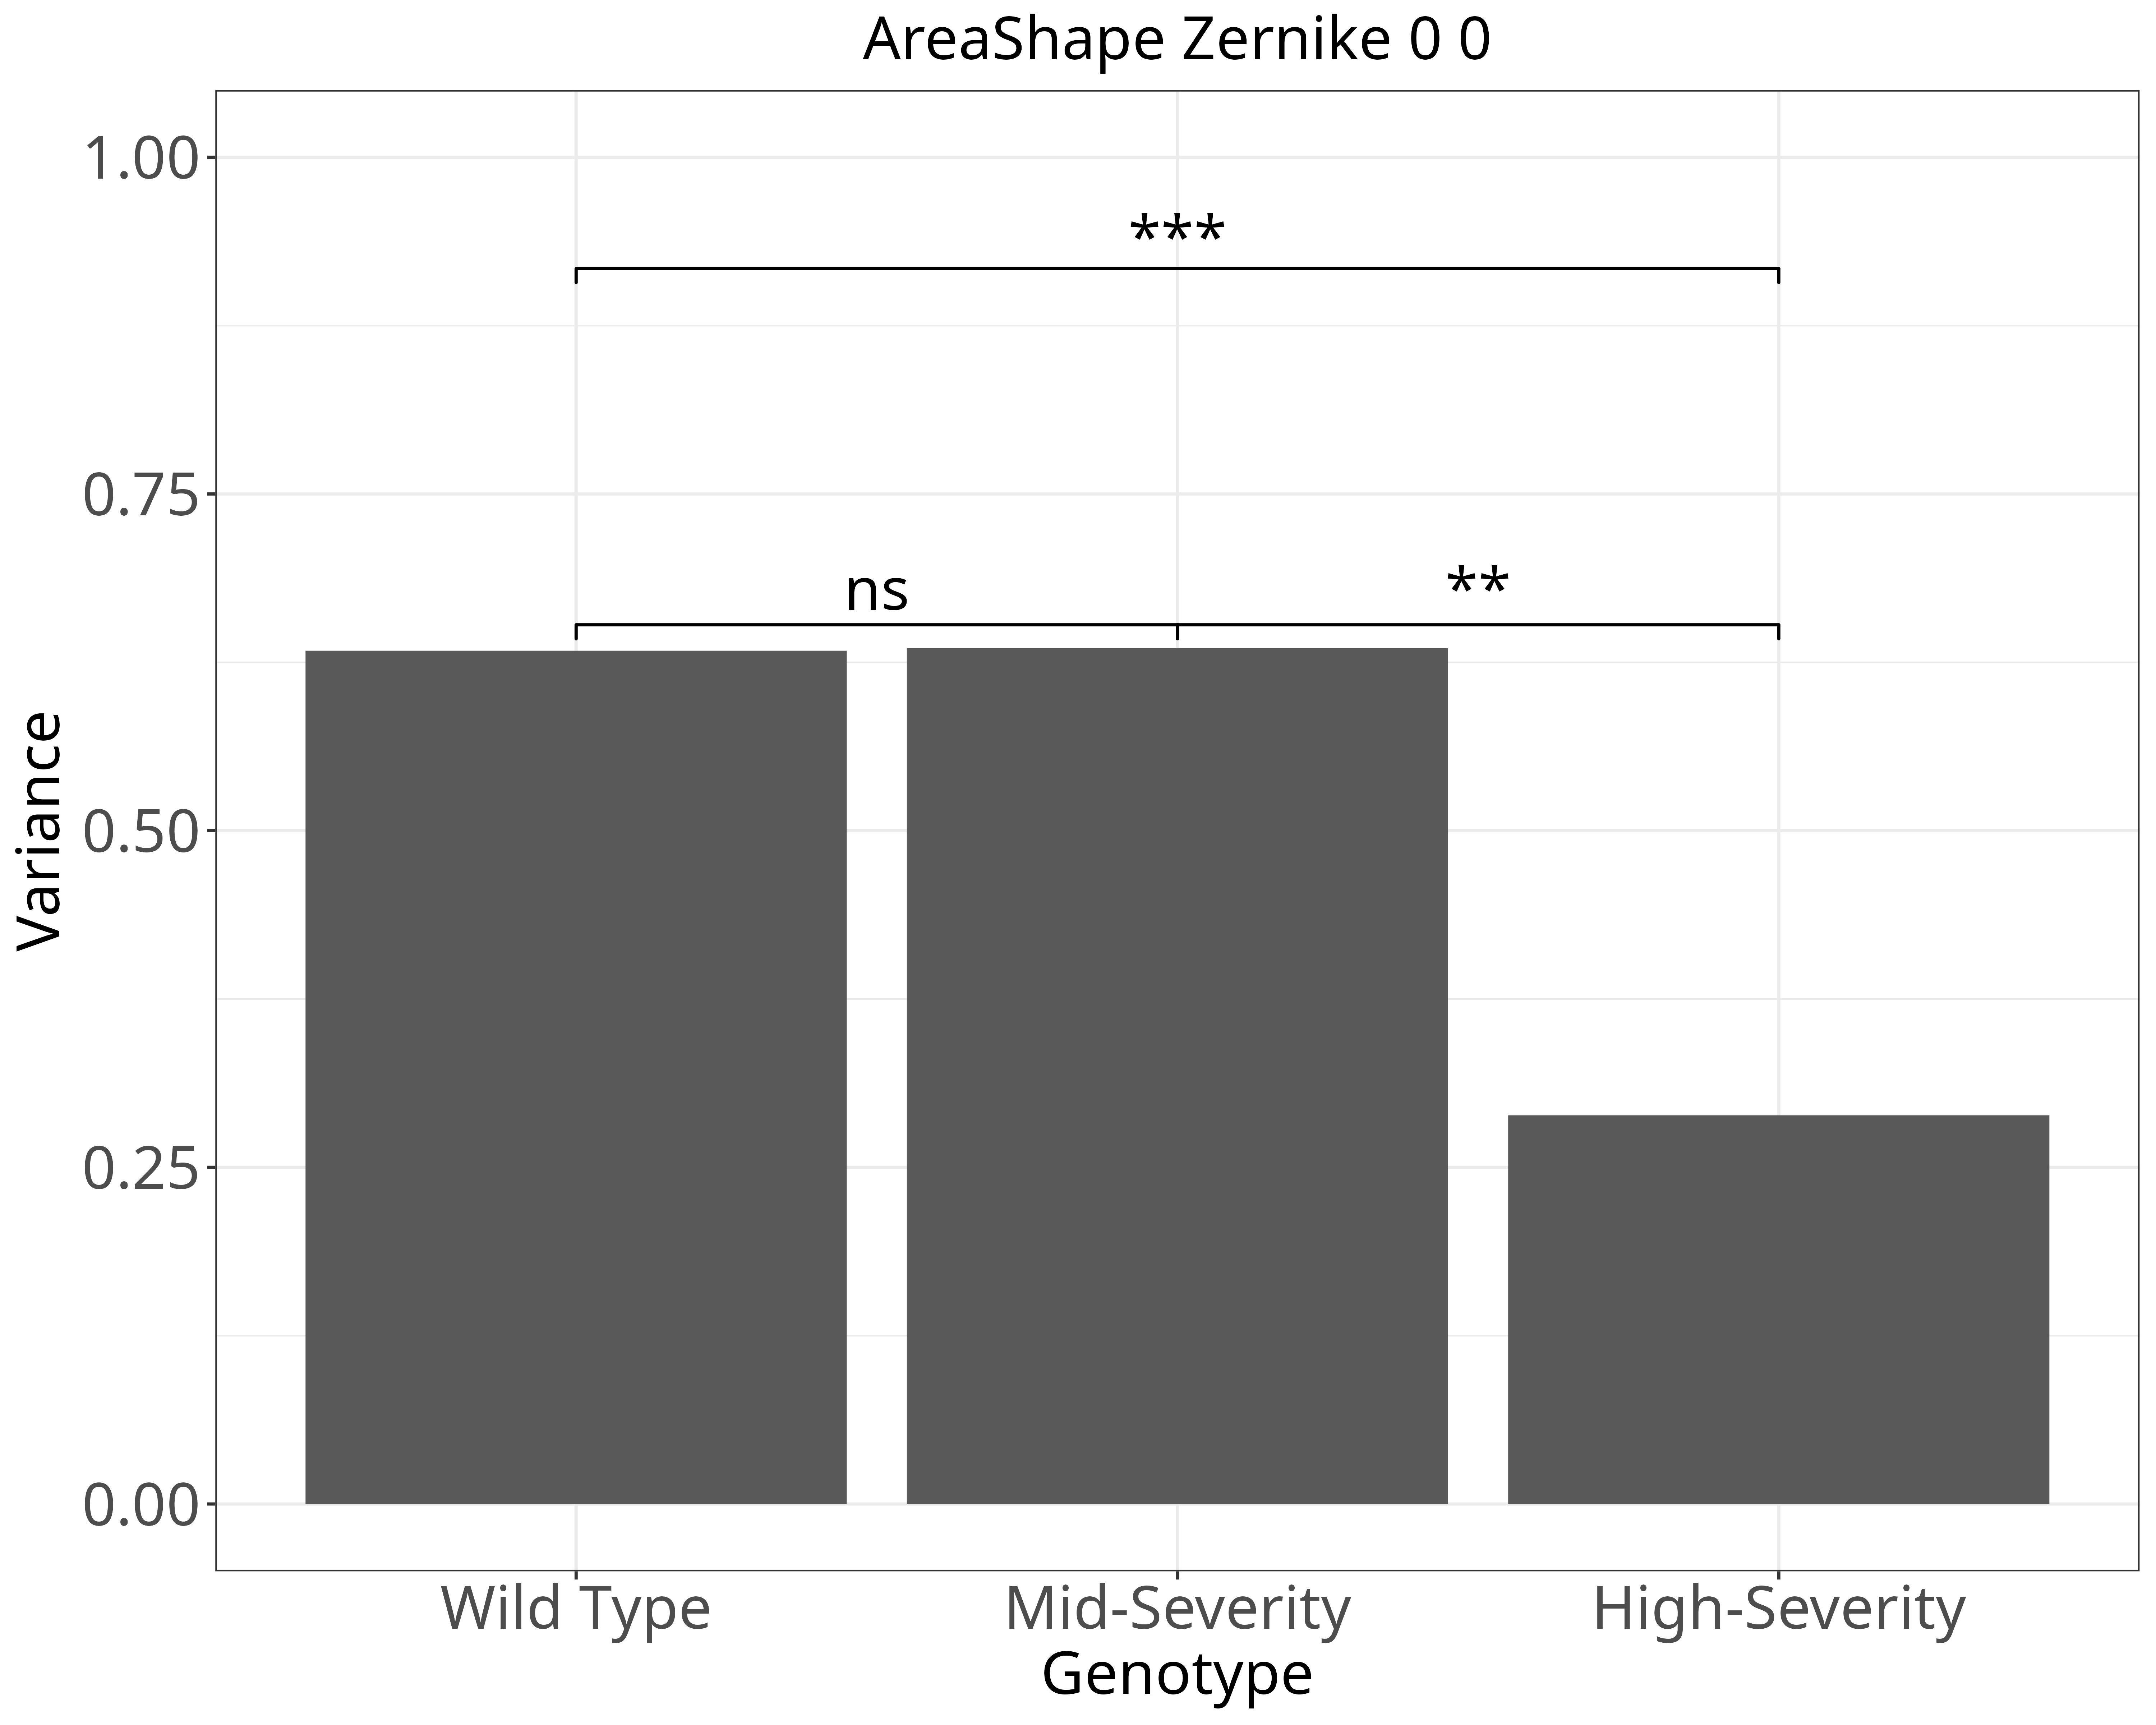 AreaShape Zernike 0 0
1.00
***
0.75
ns
**
Variance
0.50
0.25
0.00
Wild Type
Mid-Severity
High-Severity
Genotype